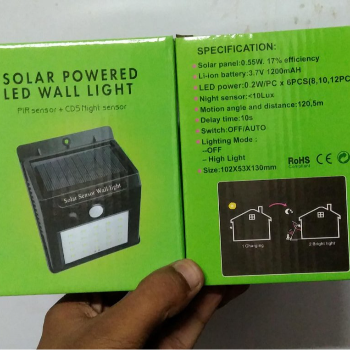 SOLAR POWERED
LED WALL LIGHT
PIR sensor + CDS night sensor
Solar Sensor Wall light
SPECIFICATION:
Solar panel:0.55W, 17% efficiency
Li-ion battery:3.7V 1200mAH
LED power:0.2W/PC x 6PCS(8,10,12PC
Night sensor:<10Lux
Motion angle and distance:120,5m
Delay time:10s
Switch:OFF/AUTO
Lighting Mode:
–OFF
– High Light
Size:102X53X130mm
RoHS
Compliant
CE
1 Charging
2 Bright light